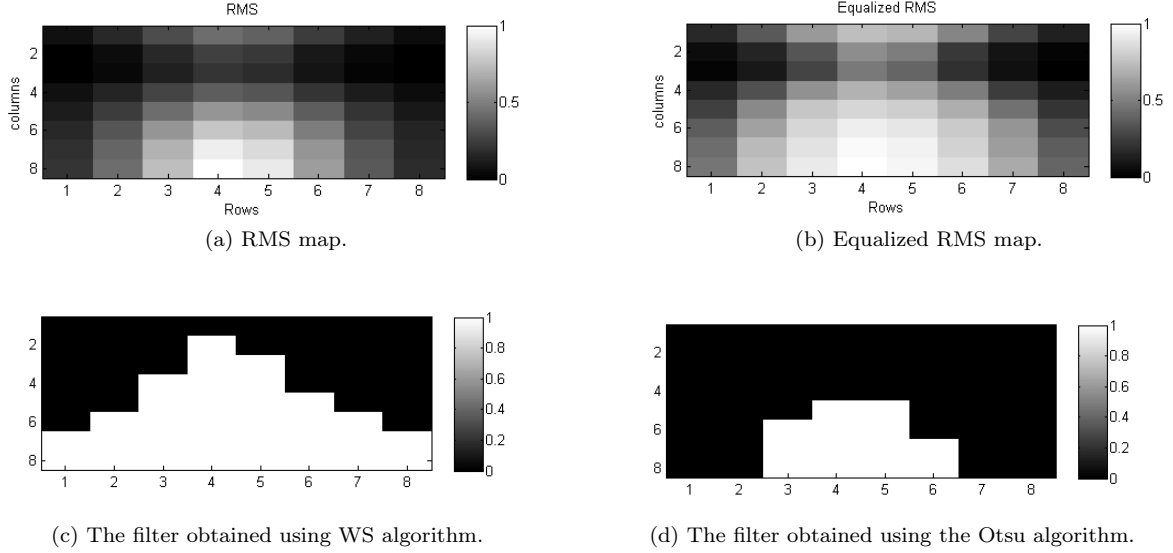 RMS
2
4
6
8
columns
1 2 3 4 5 6 7 8
Rows
1
0.5
0
(a) RMS map.
Equalized RMS
2
4
6
8
columns
1 2 3 4 5 6 7 8
Rows
1
0.5
0
(b) Equalized RMS map.
2
4
6
8
1 2 3 4 5 6 7 8
1
0.8
0.6
0.4
0.2
0
(c) The filter obtained using WS algorithm.
2
4
6
8
1 2 3 4 5 6 7 8
1
0.8
0.6
0.4
0.2
0
(d) The filter obtained using the Otsu algorithm.